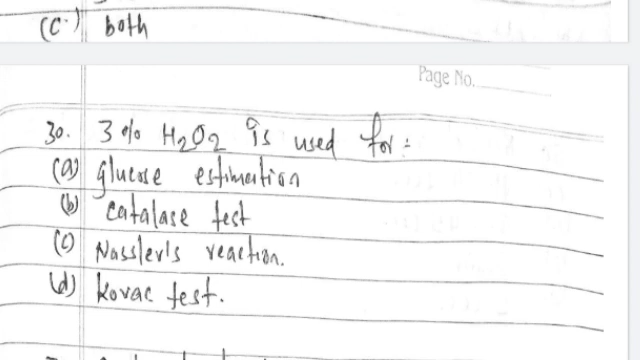 (C.) both
Page No.
30. 3 % H2O2 is used for :-
(a) glucose estimation
(b) catalase test
(c) Nassler's reaction.
(d) kovac test.